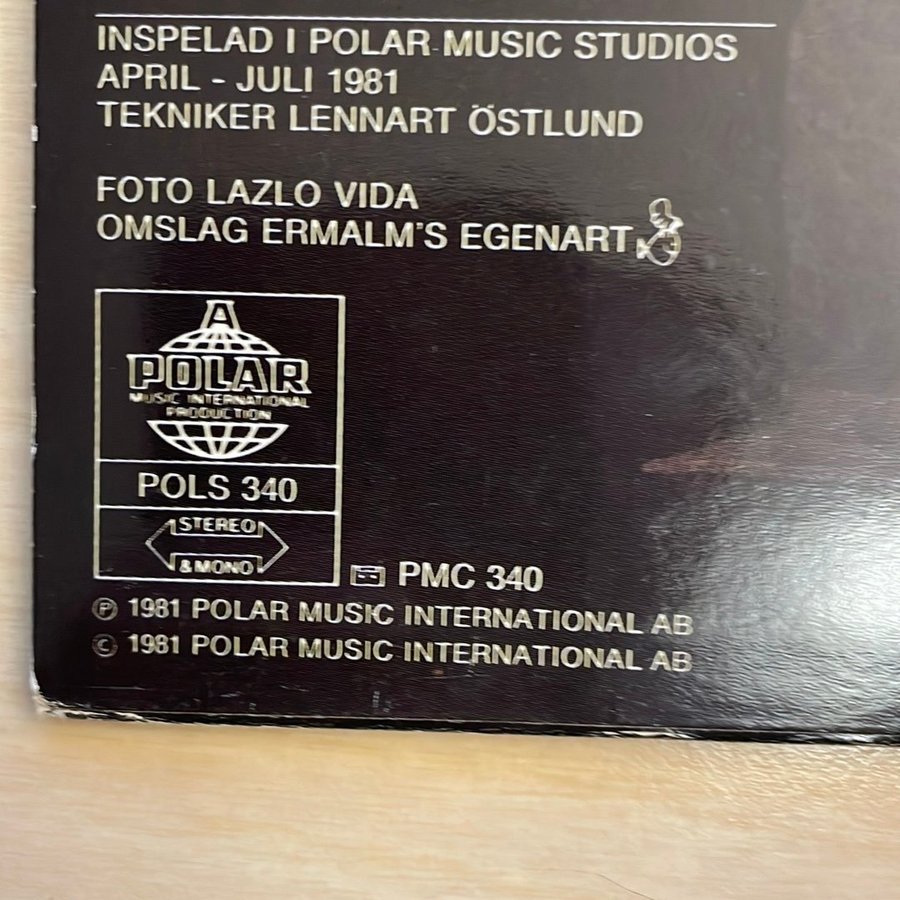 INSPELAD I POLAR MUSIC STUDIOS
APRIL - JULI 1981
TEKNIKER LENNART ÖSTLUND
FOTO LAZLO VIDA
OMSLAG ERMALM'S EGENART
A
POLAR
MUSIC INTERNATIONAL
PRODUCTION
POLS 340
STEREO
& MONO
PMC 340
Ⓟ 1981 POLAR MUSIC INTERNATIONAL AB
© 1981 POLAR MUSIC INTERNATIONAL AB